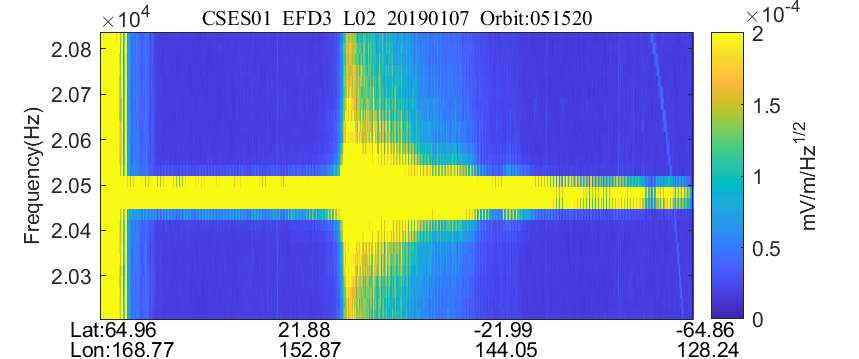 ×10⁴ CSES01 EFD3 L02 20190107 Orbit:051520 ×10⁻⁴
2.08
2.07
2.06
2.05
2.04
2.03
Frequency(Hz)
2
1.5
1
0.5
0
mV/m/Hz^1/2
Lat:64.96 21.88 -21.99 -64.86
Lon:168.77 152.87 144.05 128.24